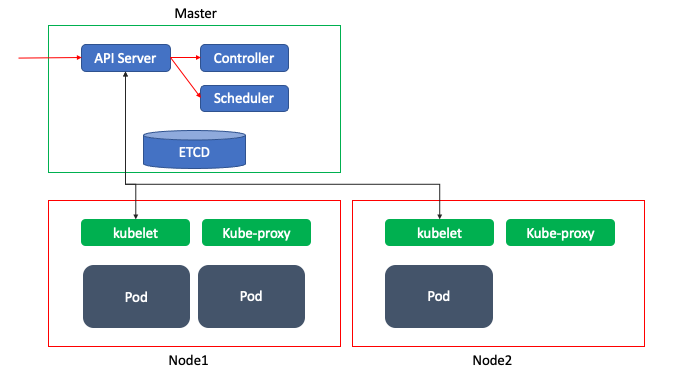 Master
API Server
Controller
Scheduler
ETCD
kubelet
Kube-proxy
kubelet
Kube-proxy
Pod
Pod
Pod
Node1
Node2